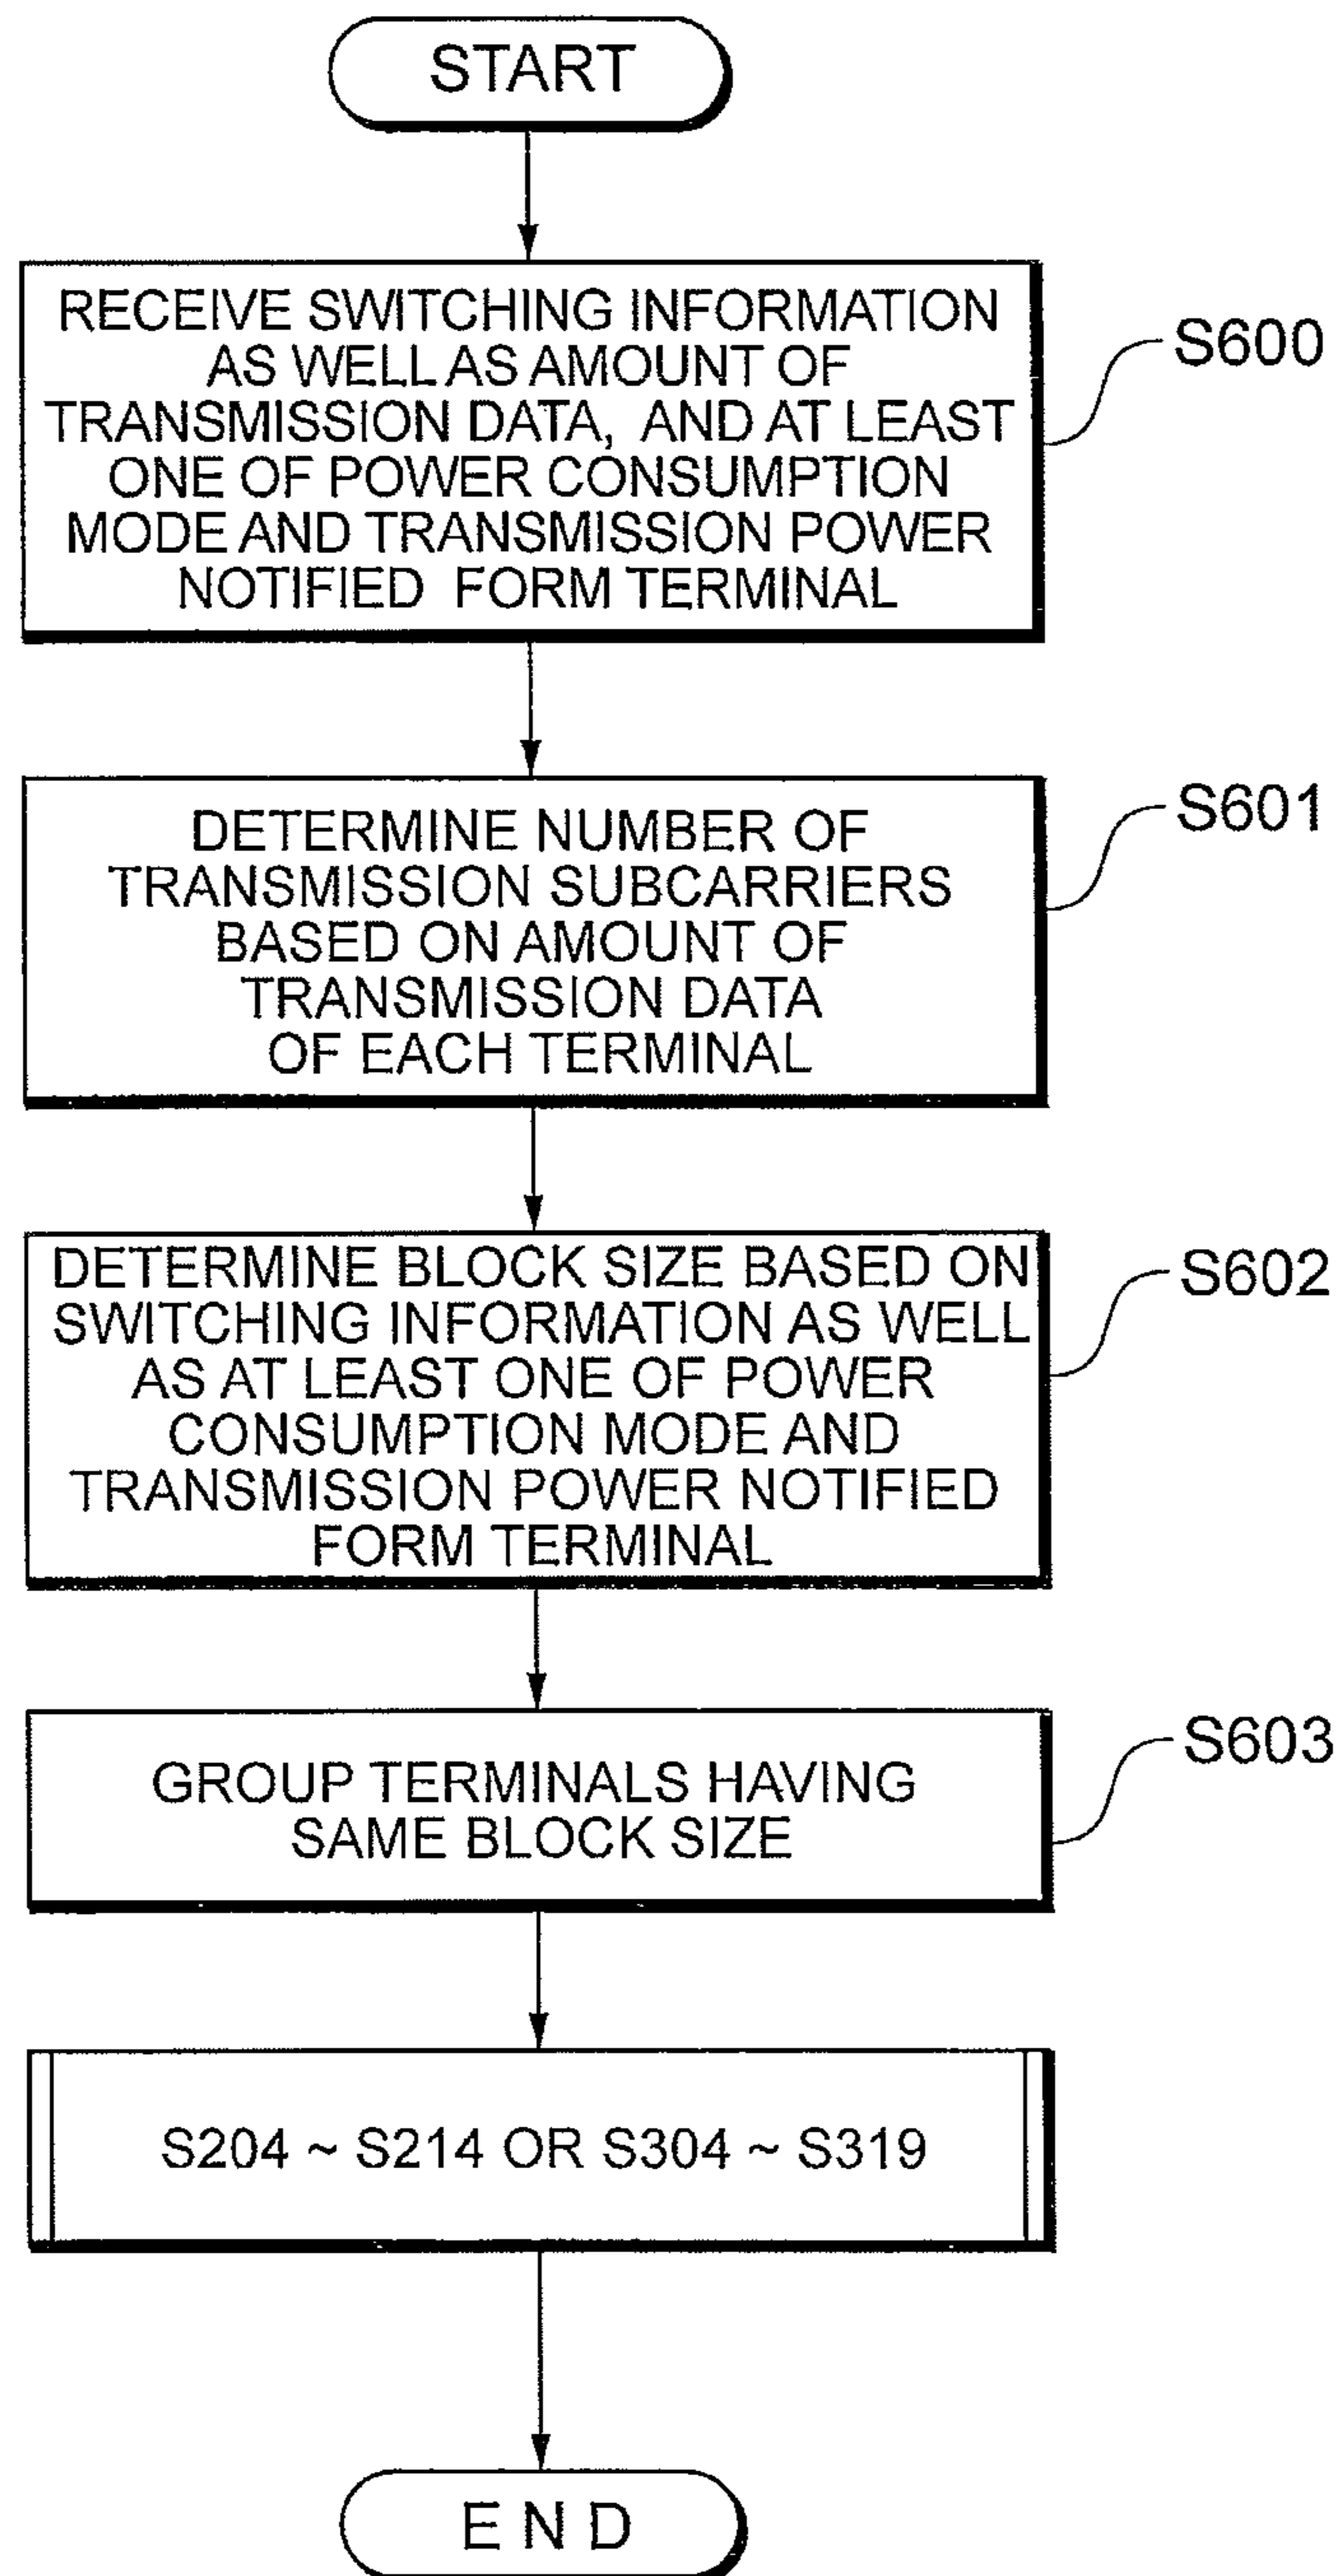 START
RECEIVE SWITCHING INFORMATION
AS WELL AS AMOUNT OF
TRANSMISSION DATA, AND AT LEAST
ONE OF POWER CONSUMPTION
MODE AND TRANSMISSION POWER
NOTIFIED FORM TERMINAL
S600
DETERMINE NUMBER OF
TRANSMISSION SUBCARRIERS
BASED ON AMOUNT OF
TRANSMISSION DATA
OF EACH TERMINAL
S601
DETERMINE BLOCK SIZE BASED ON
SWITCHING INFORMATION AS WELL
AS AT LEAST ONE OF POWER
CONSUMPTION MODE AND
TRANSMISSION POWER NOTIFIED
FORM TERMINAL
S602
GROUP TERMINALS HAVING
SAME BLOCK SIZE
S603
S204 ~ S214 OR S304 ~ S319
E N D